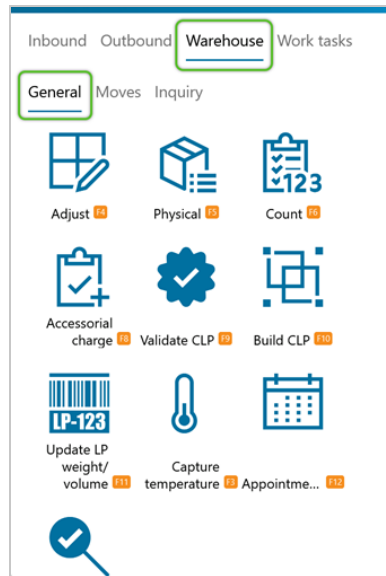 Inbound Outbound Warehouse Work tasks
General Moves Inquiry
123
Adjust F4 Physical F5 Count F6
Accessorial
charge F8 Validate CLP F9 Build CLP F10
LP-123
Update LP
weight/
volume F11 Capture
temperature F3 Appointme... F12